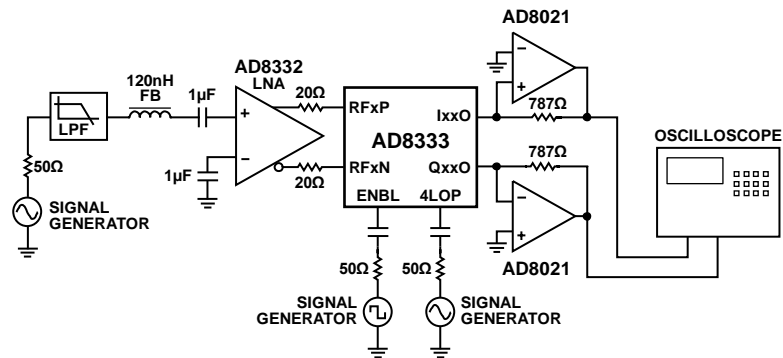 AD8021
120nH
FB
AD8332
LNA
1µF
20Ω
787Ω
LPF
RFxP
IxxO
AD8333
OSCILLOSCOPE
50Ω
1µF
20Ω
RFxN
QxxO
787Ω
ENBL
4LOP
SIGNAL
GENERATOR
AD8021
50Ω
50Ω
SIGNAL
GENERATOR
SIGNAL
GENERATOR